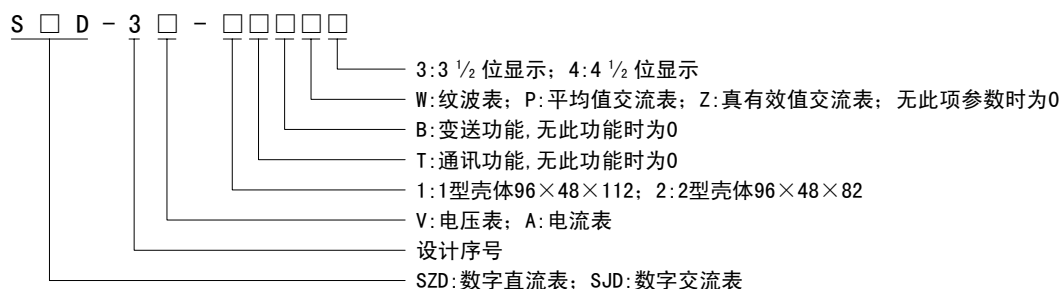 S □ D - 3 □ - □□□□□
3:3 ½ 位显示; 4:4 ½ 位显示
W:纹波表; P:平均值交流表; Z:真有效值交流表; 无此项参数时为0
B:变送功能,无此功能时为0
T:通讯功能,无此功能时为0
1:1型壳体96×48×112; 2:2型壳体96×48×82
V:电压表; A:电流表
设计序号
SZD:数字直流表; SJD:数字交流表